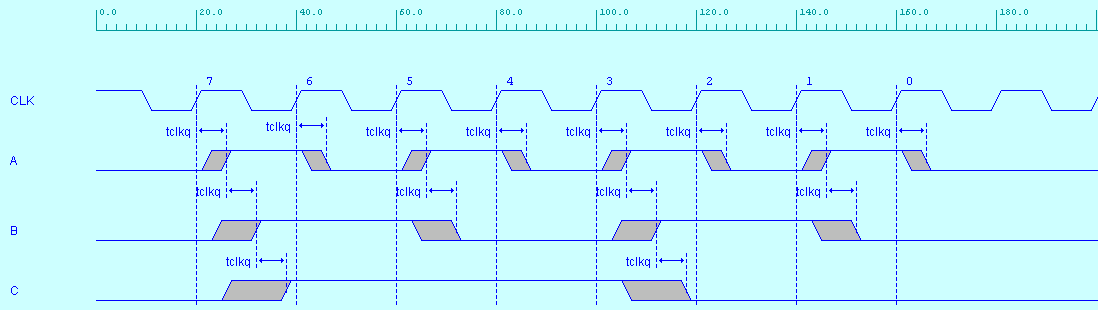 0.0 20.0 40.0 60.0 80.0 100.0 120.0 140.0 160.0 180.0
7 6 5 4 3 2 1 0
CLK
tclkq tclkq tclkq tclkq tclkq tclkq tclkq tclkq
A
tclkq tclkq tclkq tclkq
B
tclkq tclkq
C